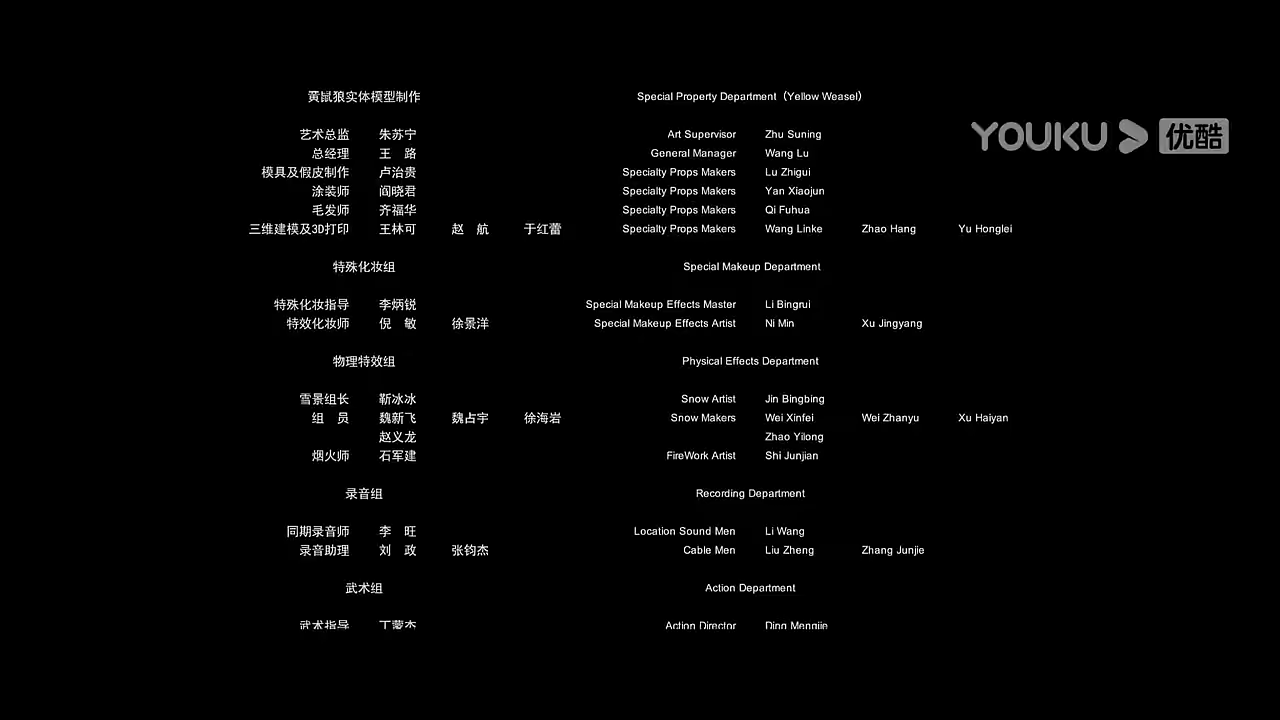 黄鼠狼实体模型制作 Special Property Department（Yellow Weasel）
YOUKU 优酷
艺术总监 朱苏宁 Art Supervisor Zhu Suning
总经理 王 路 General Manager Wang Lu
模具及假皮制作 卢治贵 Specialty Props Makers Lu Zhigui
涂装师 阎晓君 Specialty Props Makers Yan Xiaojun
毛发师 齐福华 Specialty Props Makers Qi Fuhua
三维建模及3D打印 王林可 赵 航 于红蕾 Specialty Props Makers Wang Linke Zhao Hang Yu Honglei
特殊化妆组 Special Makeup Department
特殊化妆指导 李炳锐 Special Makeup Effects Master Li Bingrui
特效化妆师 倪 敏 徐景洋 Special Makeup Effects Artist Ni Min Xu Jingyang
物理特效组 Physical Effects Department
雪景组长 靳冰冰 Snow Artist Jin Bingbing
组 员 魏新飞 魏占宇 徐海岩 Snow Makers Wei Xinfei Wei Zhanyu Xu Haiyan
赵义龙 Zhao Yilong
烟火师 石军建 FireWork Artist Shi Junjian
录音组 Recording Department
同期录音师 李 旺 Location Sound Men Li Wang
录音助理 刘 政 张钧杰 Cable Men Liu Zheng Zhang Junjie
武术组 Action Department
武术指导 丁蒙杰 Action Director Ding Mengjie